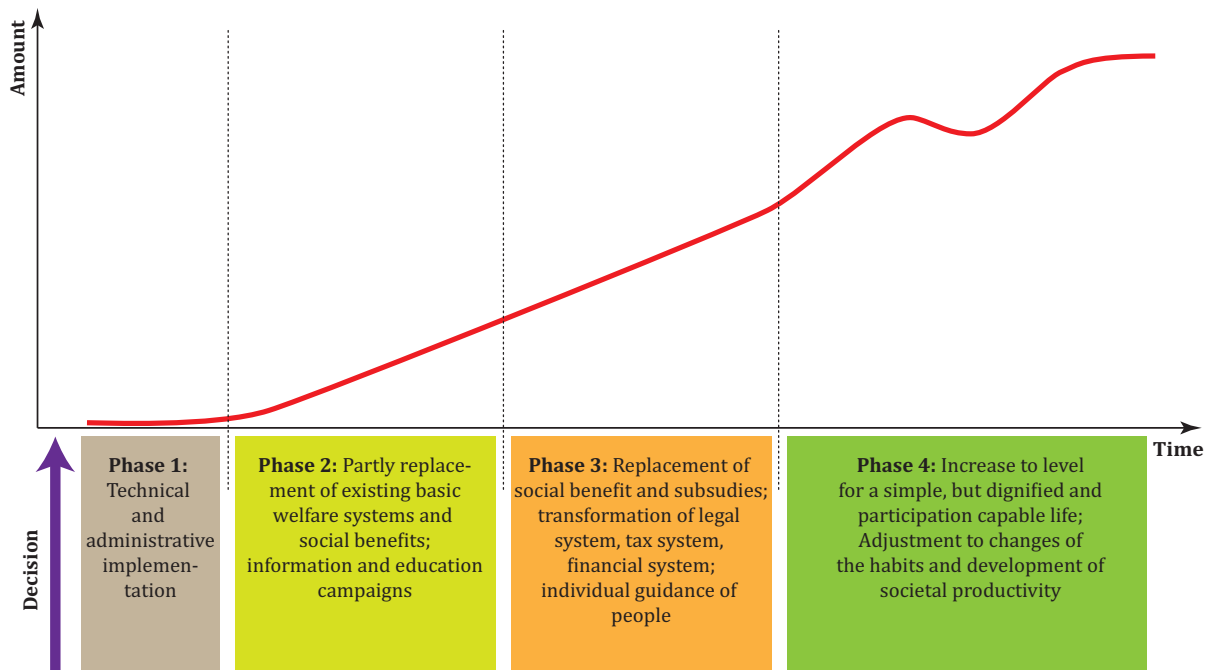 Amount
Time
Decision
Phase 1:
Technical
and
administrative
implemen-
tation
Phase 2: Partly replace-
ment of existing basic
welfare systems and
social benefits;
information and education
campaigns
Phase 3: Replacement of
social benefit and subsudies;
transformation of legal
system, tax system,
financial system;
individual guidance of
people
Phase 4: Increase to level
for a simple, but dignified and
participation capable life;
Adjustment to changes of
the habits and development of
societal productivity